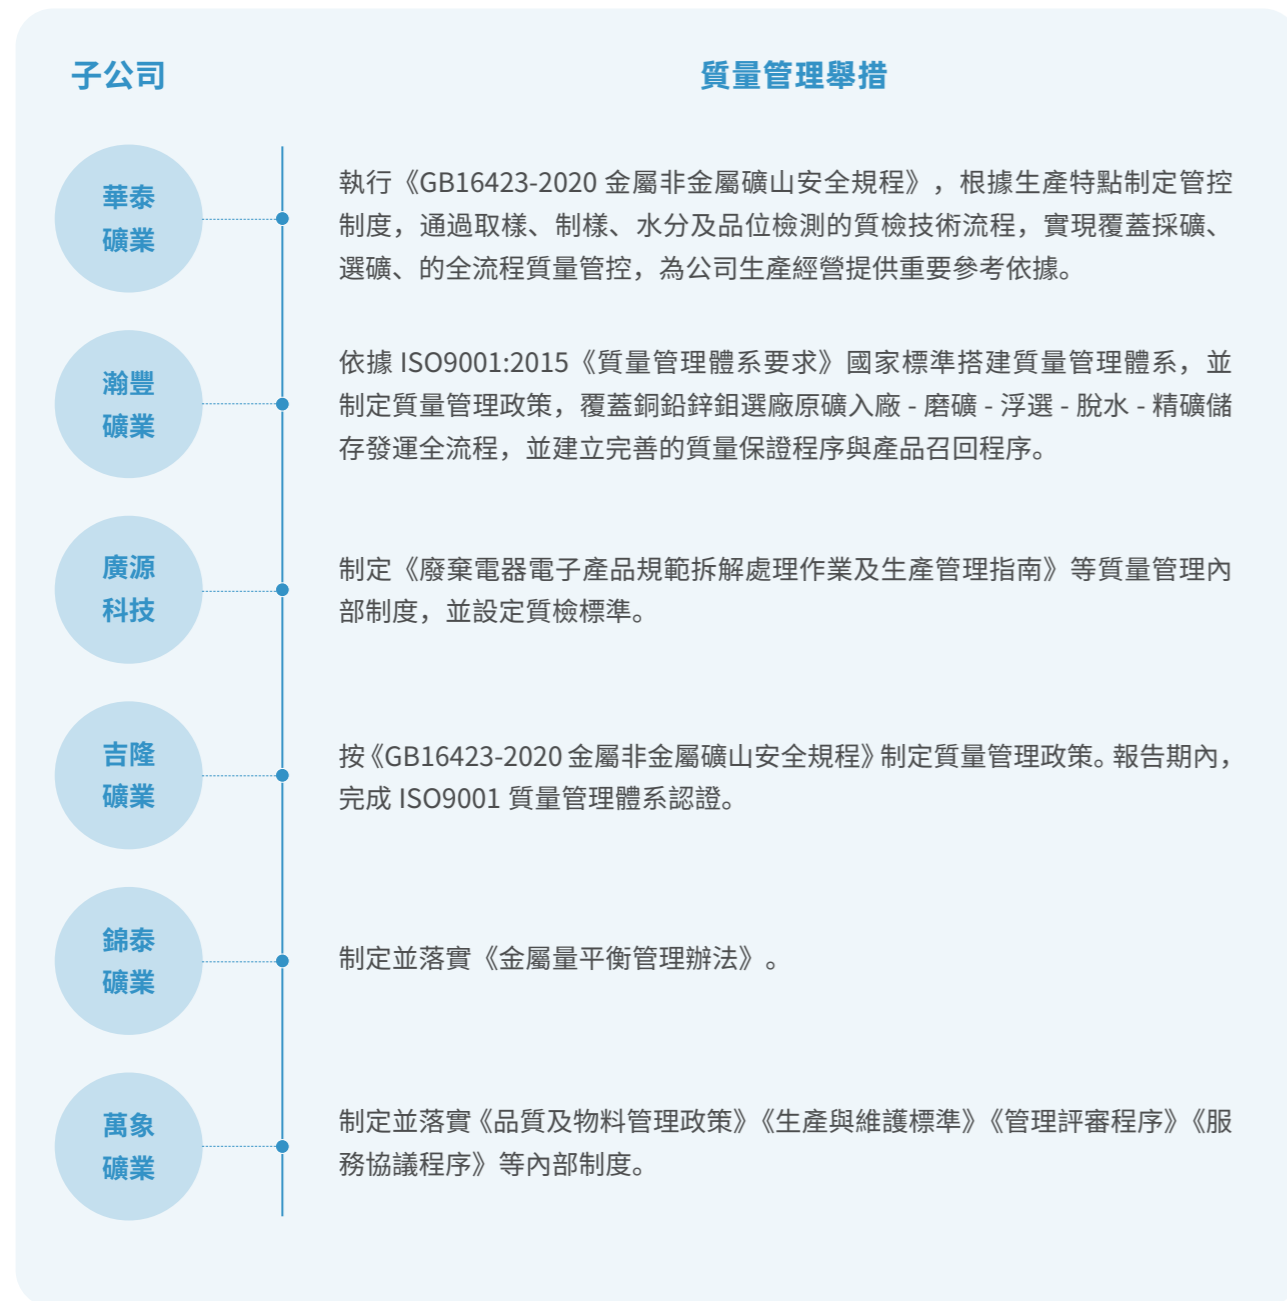 子公司
質量管理舉措
華泰
礦業
執行《GB16423-2020 金屬非金屬礦山安全規程》，根據生產特點制定管控
制度，通過取樣、制樣、水分及品位檢測的質檢技術流程，實現覆蓋採礦、
選礦、的全流程質量管控，為公司生產經營提供重要參考依據。
瀚豐
礦業
依據 ISO9001:2015《質量管理體系要求》國家標準搭建質量管理體系，並
制定質量管理政策，覆蓋銅鉛鋅鉬選廠原礦入廠 - 磨礦 - 浮選 - 脫水 - 精礦儲
存發運全流程，並建立完善的質量保證程序與產品召回程序。
廣源
科技
制定《廢棄電器電子產品規範拆解處理作業及生產管理指南》等質量管理內
部制度，並設定質檢標準。
吉隆
礦業
按《GB16423-2020 金屬非金屬礦山安全規程》制定質量管理政策。報告期內，
完成 ISO9001 質量管理體系認證。
錦泰
礦業
制定並落實《金屬量平衡管理辦法》。
萬象
礦業
制定並落實《品質及物料管理政策》《生產與維護標準》《管理評審程序》《服
務協議程序》等內部制度。